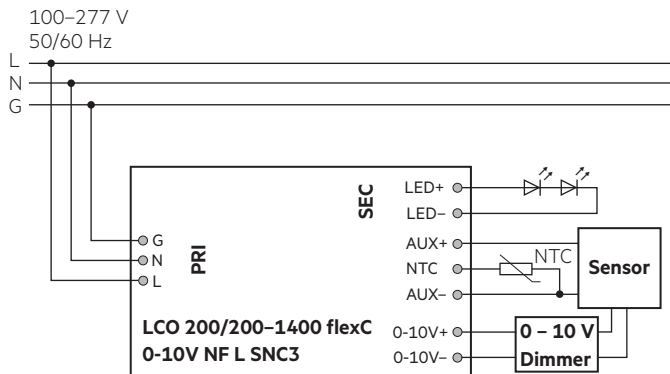 100–277 V
50/60 Hz
L
N
G
LED+
SEC
LED–
AUX+
G
PRI
N
NTC
NTC
Sensor
L
AUX–
LCO 200/200–1400 flexC
0-10V+
0 – 10 V
0-10V NF L SNC3
0-10V–
Dimmer